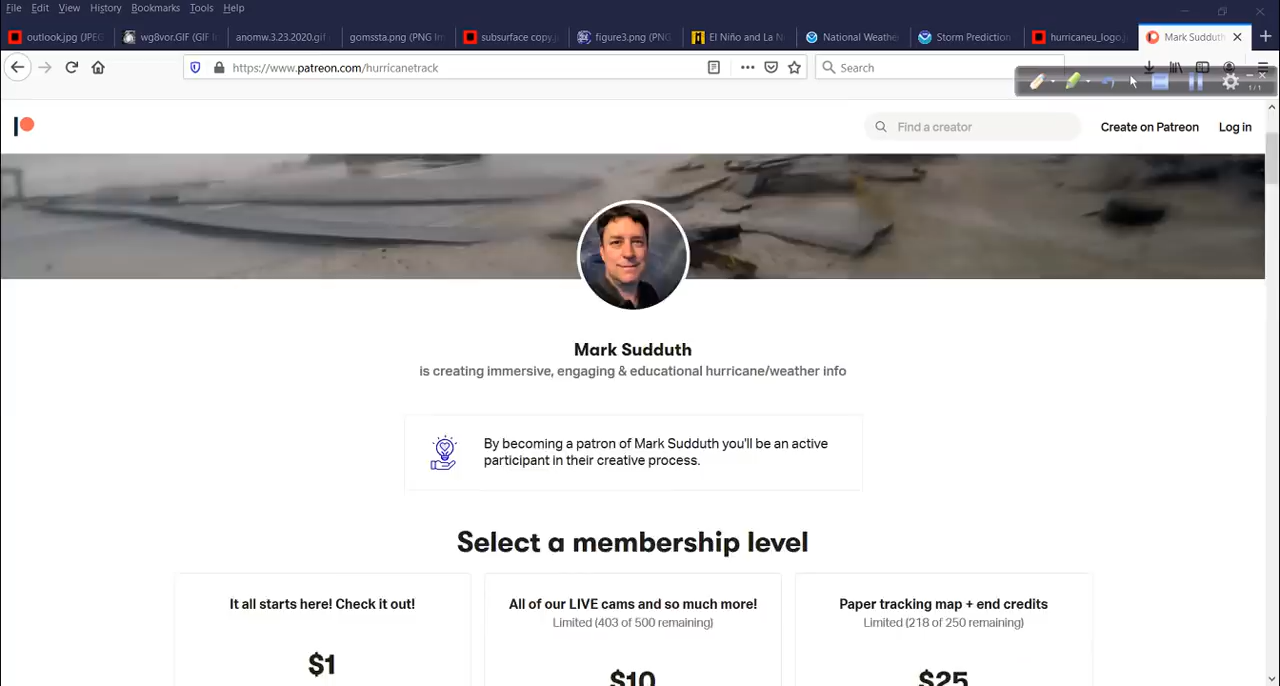 File Edit View History Bookmarks Tools Help
outlook.jpg (JPEG
wg8vor.GIF (GIF I
anomw.3.23.2020.gif
gomssta.png (PNG Im
subsurface copy.j
figure3.png (PNG
El Niño and La N
National Weathe
Storm Prediction
hurricaneu_logo.j
Mark Sudduth
https://www.patreon.com/hurricanetrack
Search
1/1
Find a creator
Create on Patreon
Log in
Mark Sudduth
is creating immersive, engaging & educational hurricane/weather info
By becoming a patron of Mark Sudduth you'll be an active
participant in their creative process.
Select a membership level
It all starts here! Check it out!
$1
All of our LIVE cams and so much more!
Limited (403 of 500 remaining)
$10
Paper tracking map + end credits
Limited (218 of 250 remaining)
$25